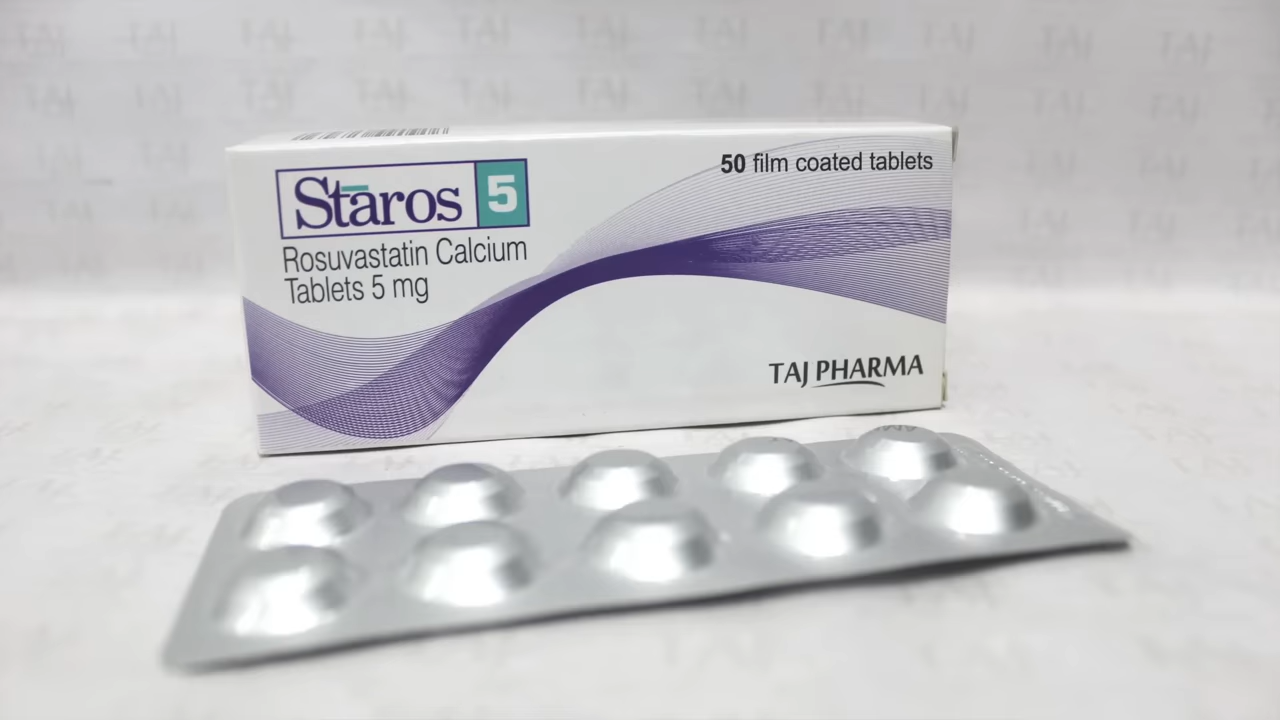 50 film coated tablets
Stāros 5
Rosuvastatin Calcium
Tablets 5 mg
TAJ PHARMA